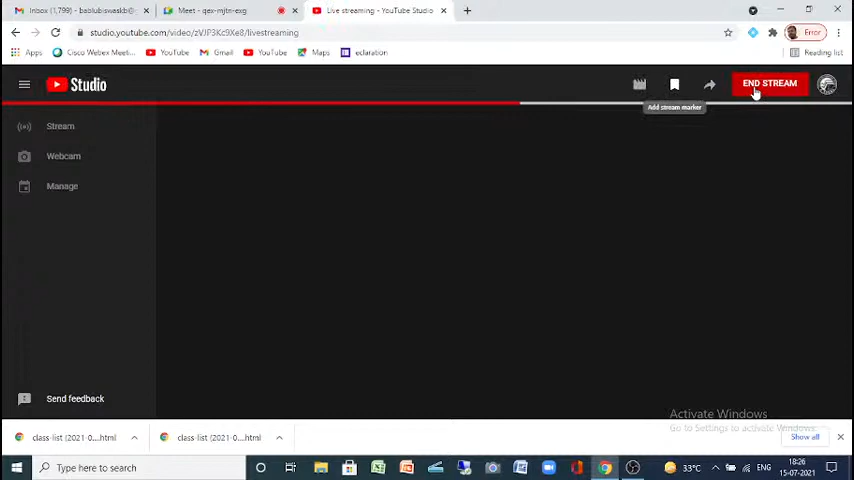 Inbox (1,799) - bablubiswaskb@
Meet - qex-mjtn-exg
Live streaming - YouTube Studio
studio.youtube.com/video/zVJP3Kc9Xe8/livestreaming
Error
Apps
Cisco Webex Meet...
YouTube
Gmail
YouTube
Maps
eclaration
Reading list
Studio
END STREAM
Add stream marker
Stream
Webcam
Manage
Send feedback
Activate Windows
Go to Settings to activate Windows.
class-list (2021-0....html
class-list (2021-0....html
Show all
Type here to search
33°C
ENG
18:26
15-07-2021